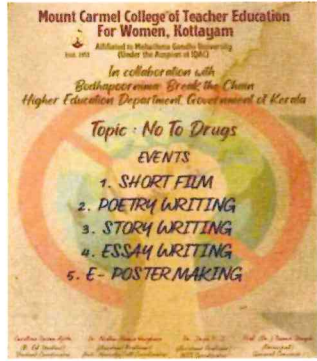 Mount Carmel College of Teacher Education
For Women, Kottayam
Affiliated to Mahathma Gandhi University
(Under the Auspices of IQAC)
In collaboration with
Bodhapoornima: Break the Chain
Higher Education Department, Government of Kerala
Topic : No To Drugs
EVENTS
1. SHORT FILM
2. POETRY WRITING
3. STORY WRITING
4. ESSAY WRITING
5. E- POSTER MAKING